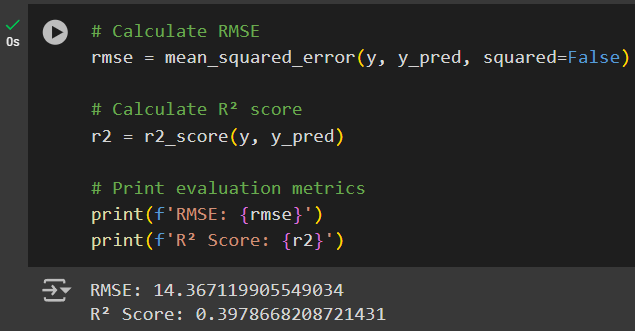 0s
# Calculate RMSE
rmse = mean_squared_error(y, y_pred, squared=False)
# Calculate R² score
r2 = r2_score(y, y_pred)
# Print evaluation metrics
print(f'RMSE: {rmse}')
print(f'R² Score: {r2}')
RMSE: 14.367119905549034
R² Score: 0.3978668208721431